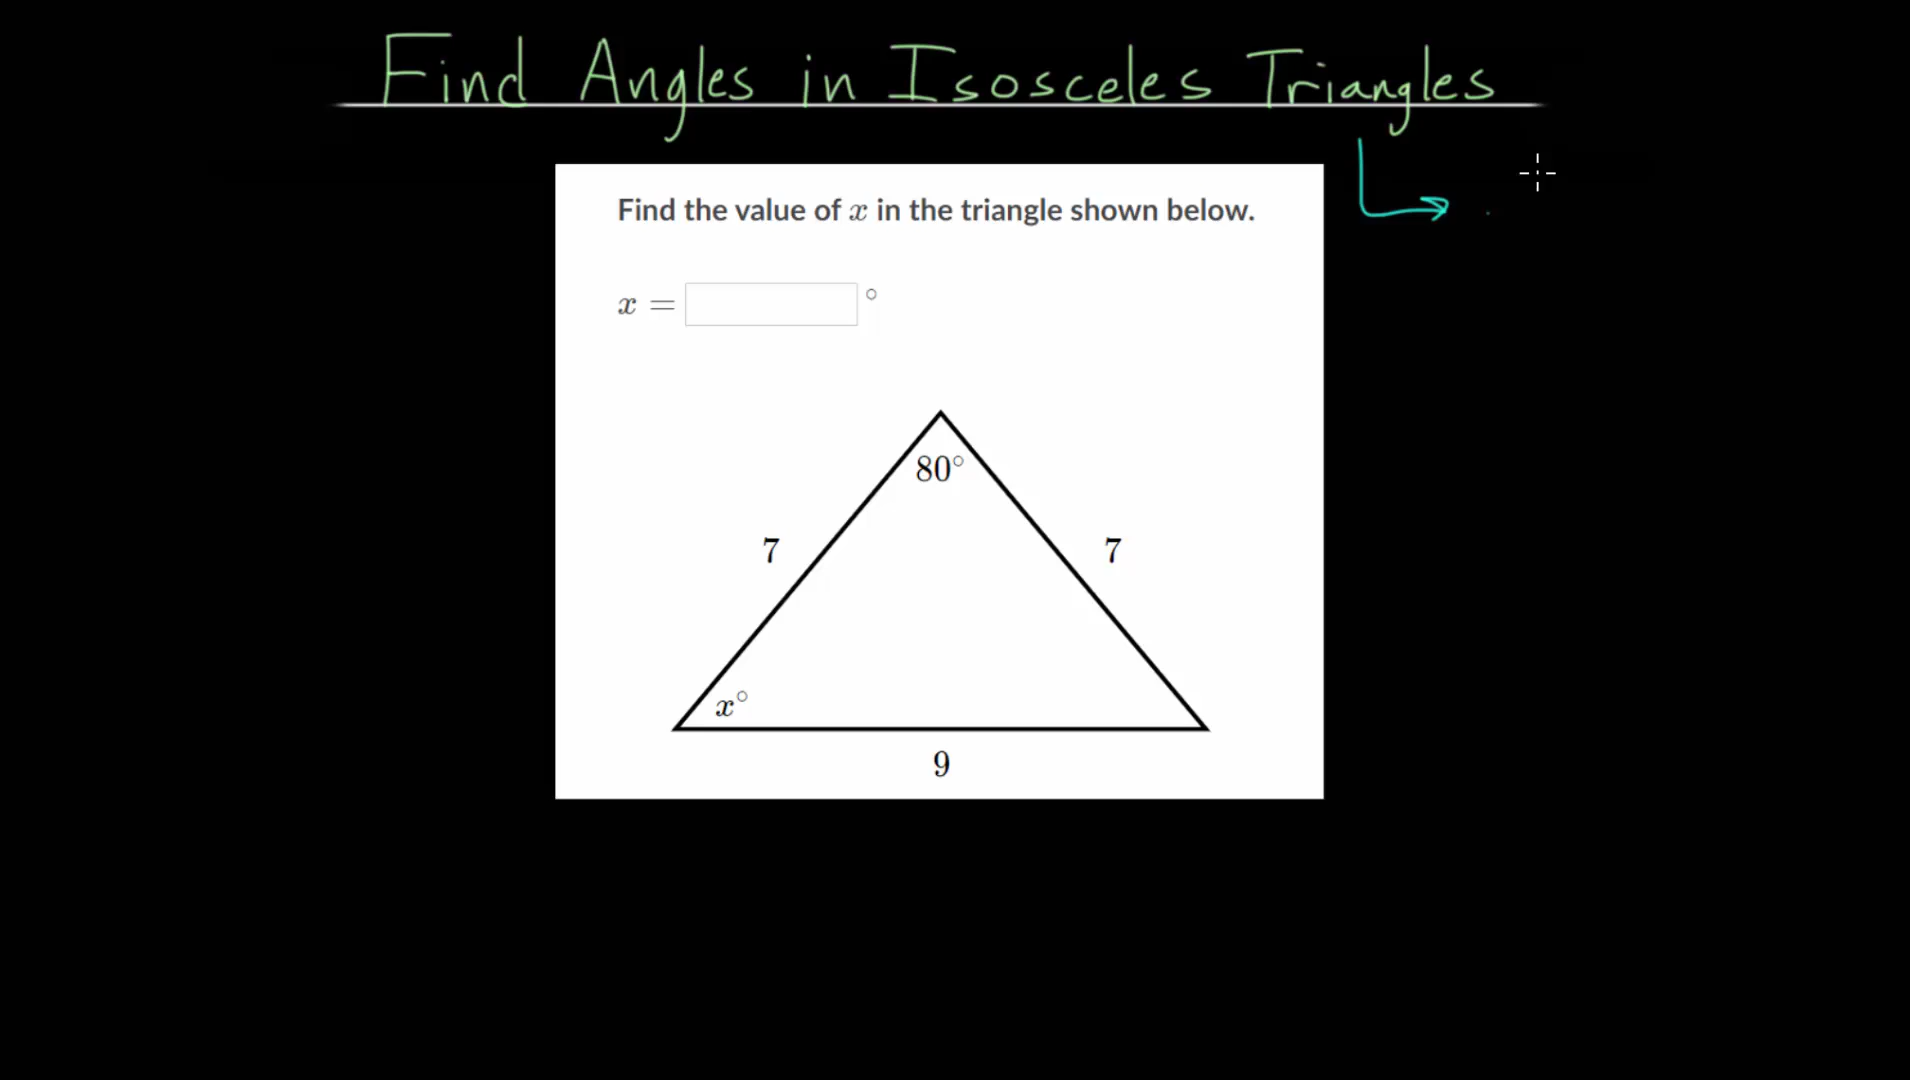 Find Angles in Isosceles Triangles
Find the value of x in the triangle shown below.
x = °
80°
7 7
x°
9